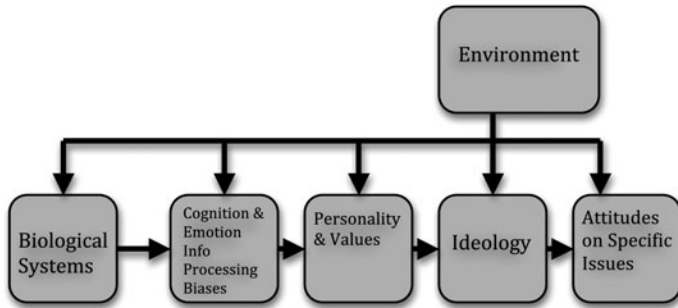 Environment
Biological
Systems
Cognition &
Emotion
Info
Processing
Biases
Personality
& Values
Ideology
Attitudes
on Specific
Issues